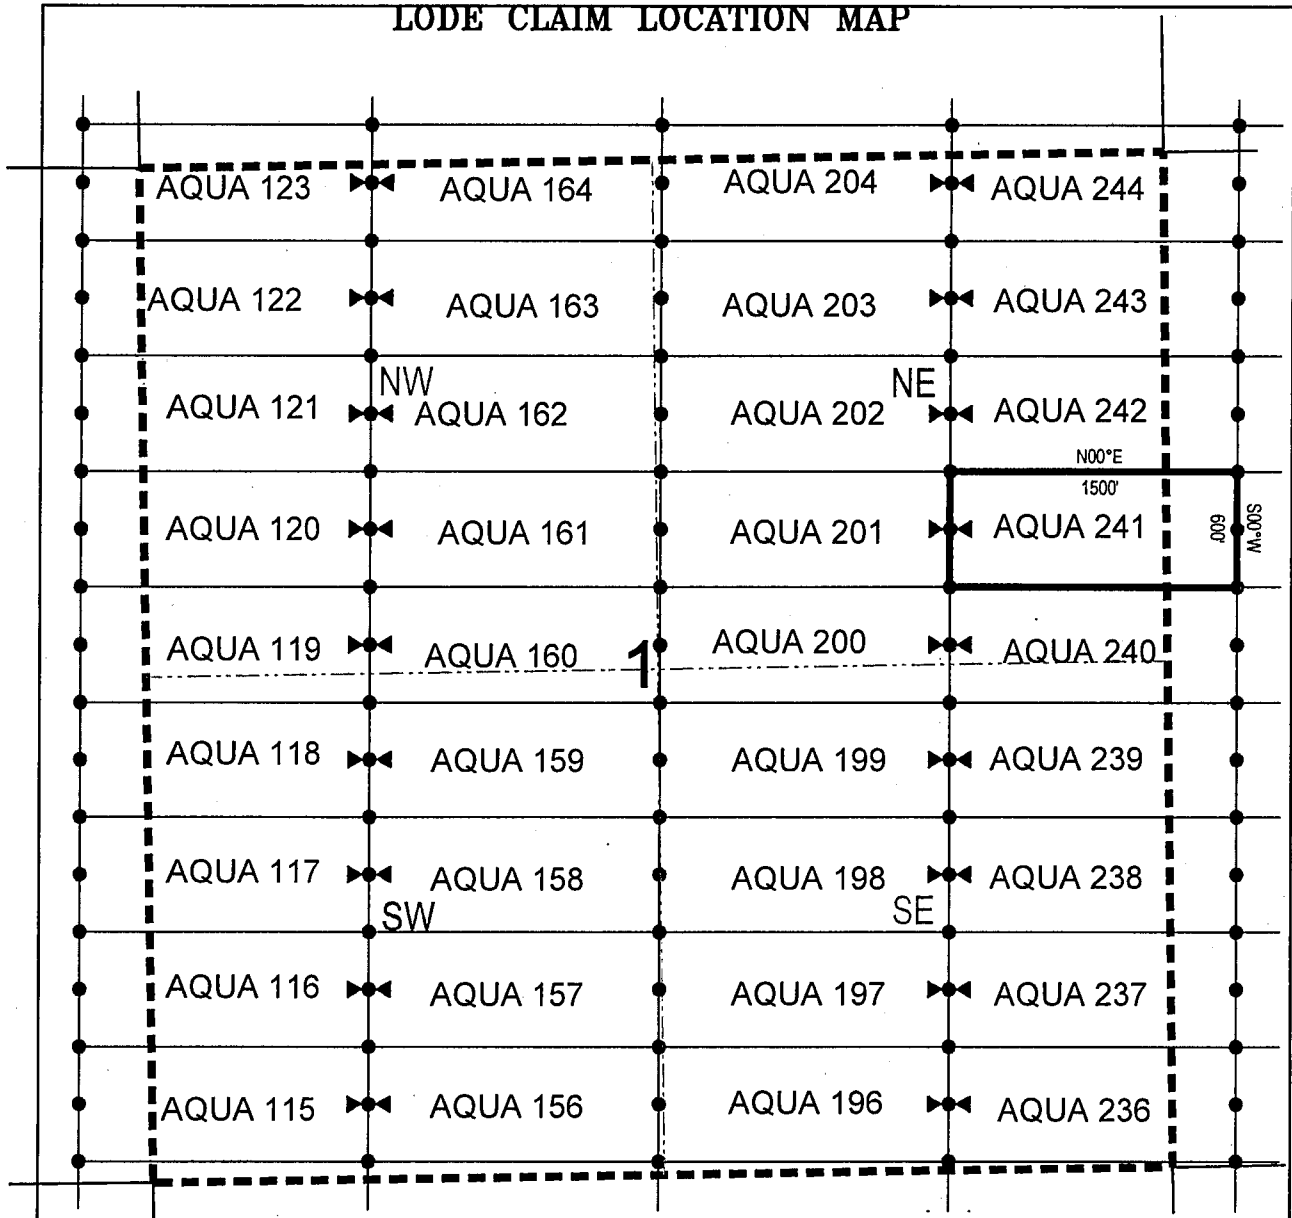 LODE CLAIM LOCATION MAP
AQUA 123 AQUA 164 AQUA 204 AQUA 244
AQUA 122 AQUA 163 AQUA 203 AQUA 243
NW NE
AQUA 121 AQUA 162 AQUA 202 AQUA 242
N00°E
1500'
AQUA 120 AQUA 161 AQUA 201 AQUA 241 600' S00°W
AQUA 119 AQUA 160 1 AQUA 200 AQUA 240
AQUA 118 AQUA 159 AQUA 199 AQUA 239
AQUA 117 AQUA 158 AQUA 198 AQUA 238
SW SE
AQUA 116 AQUA 157 AQUA 197 AQUA 237
AQUA 115 AQUA 156 AQUA 196 AQUA 236